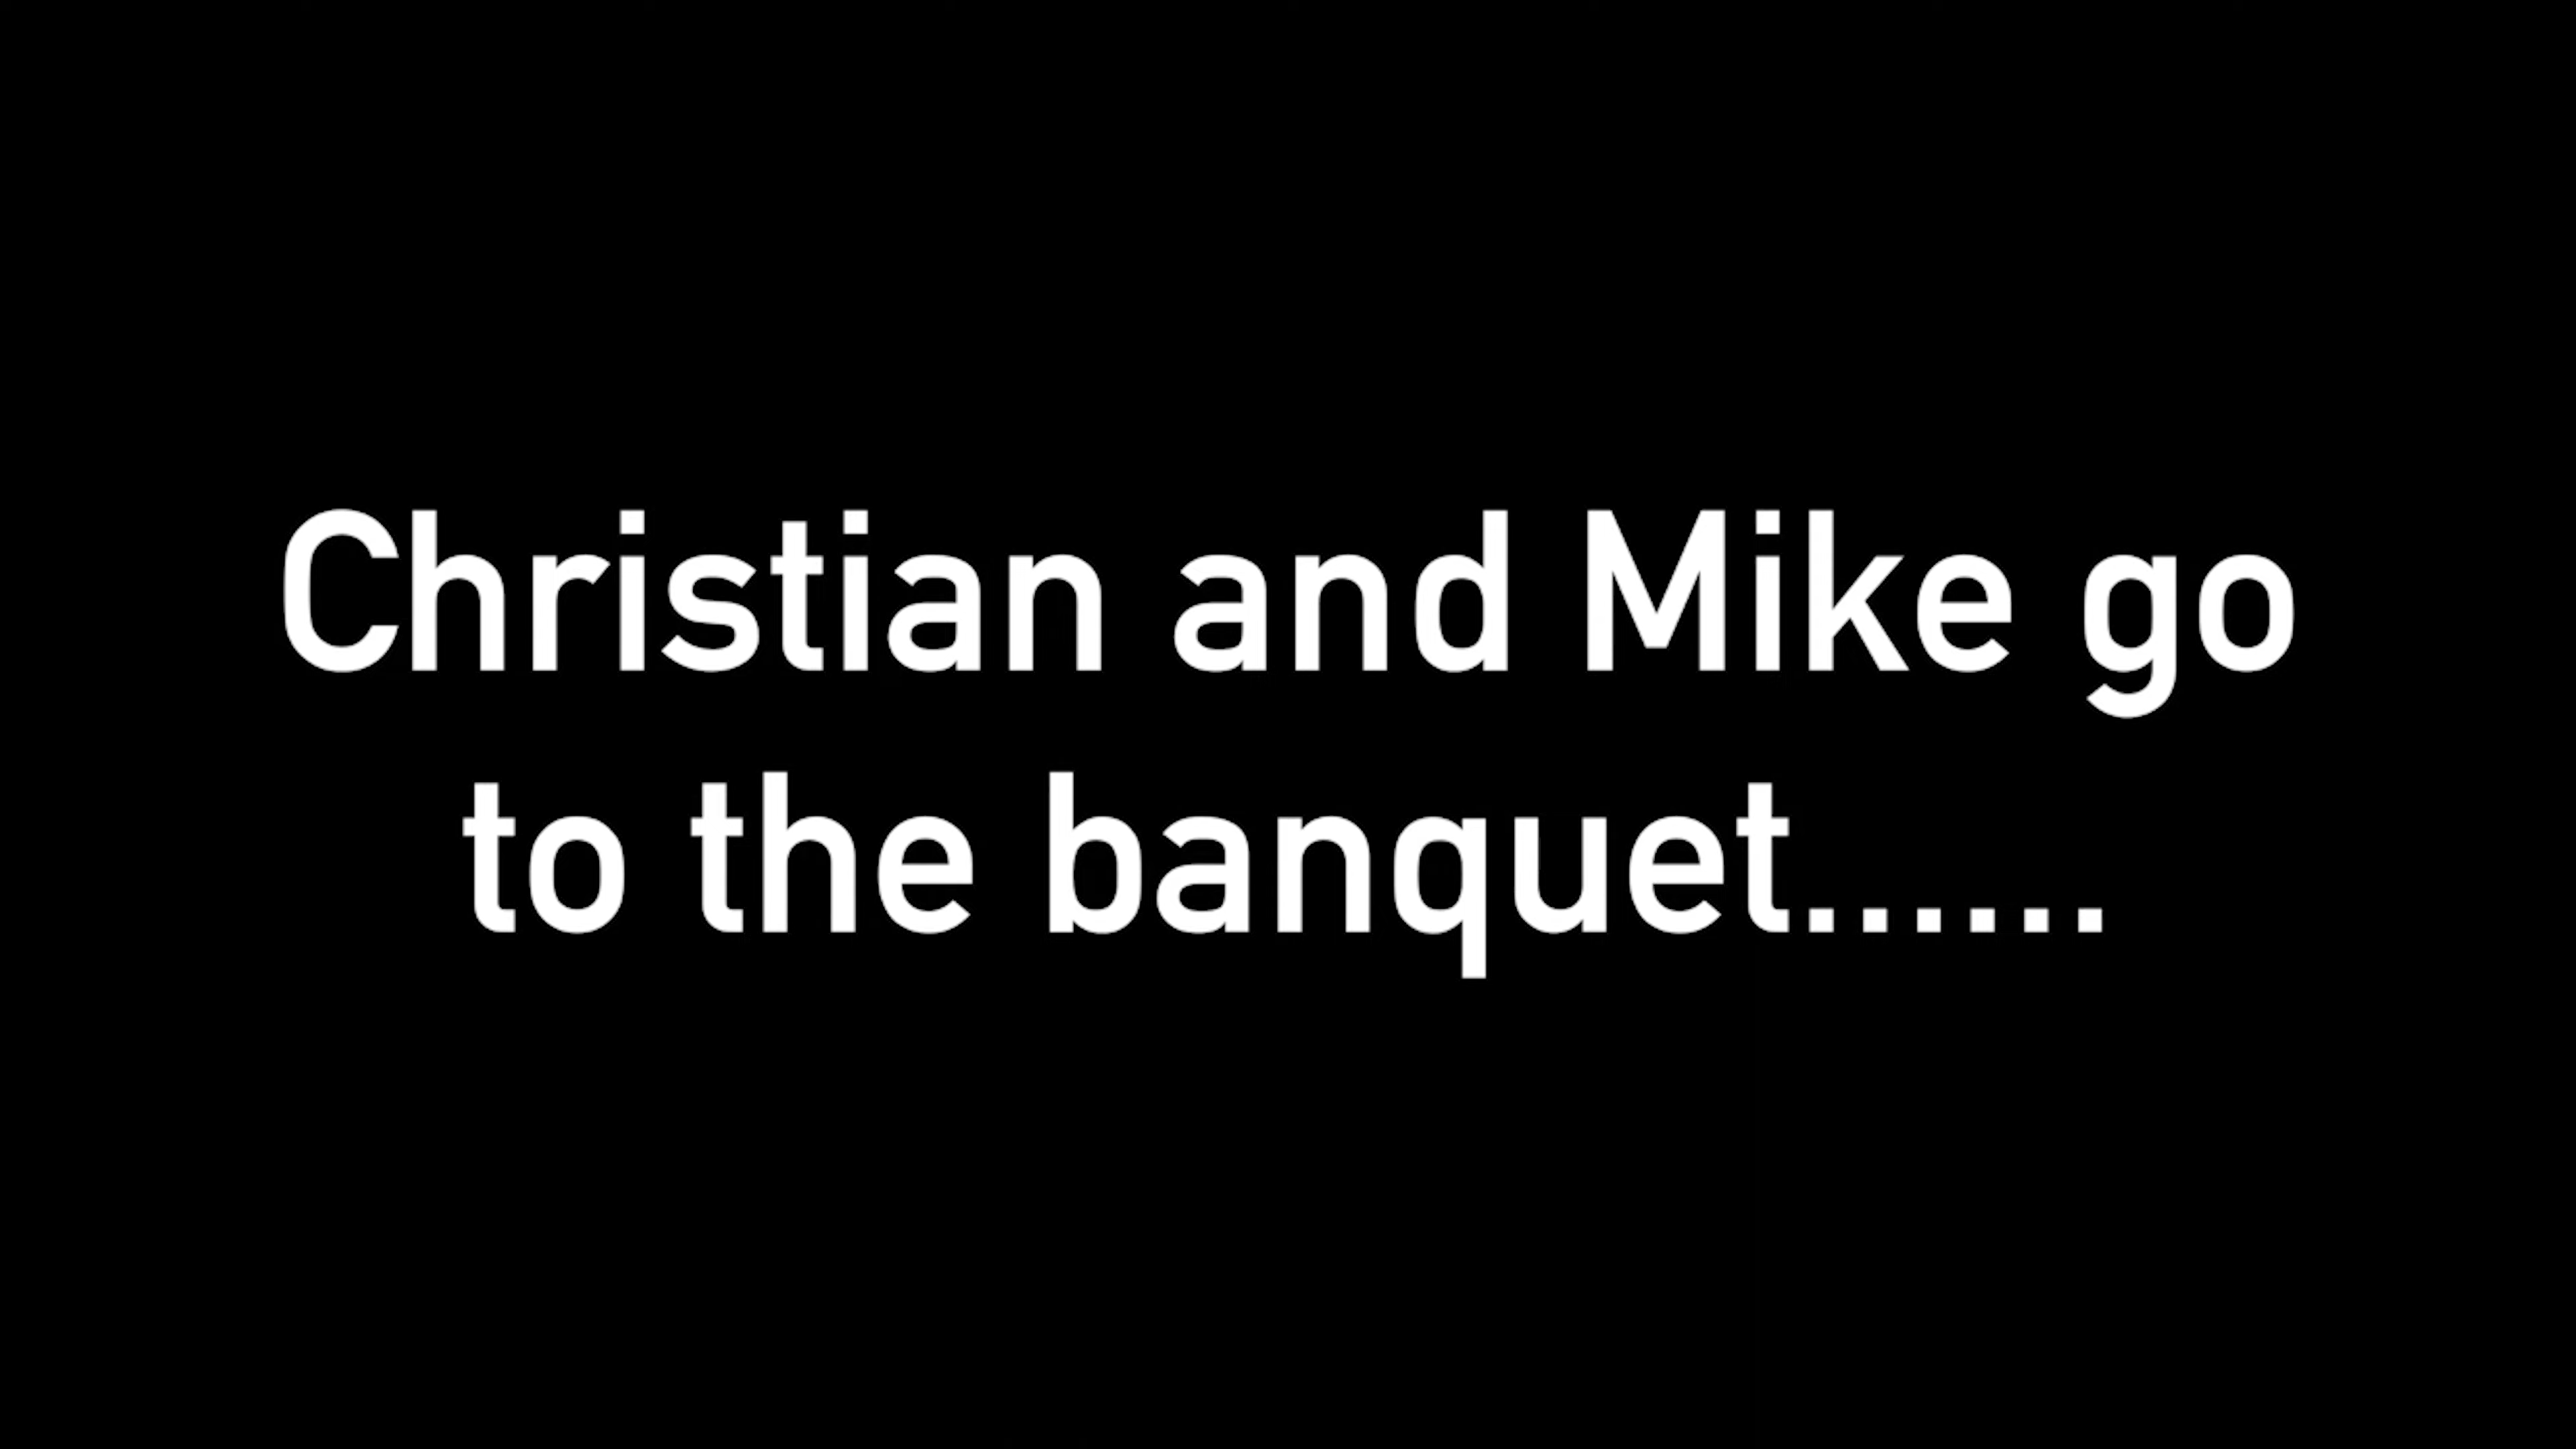 Christian and Mike go
to the banquet......